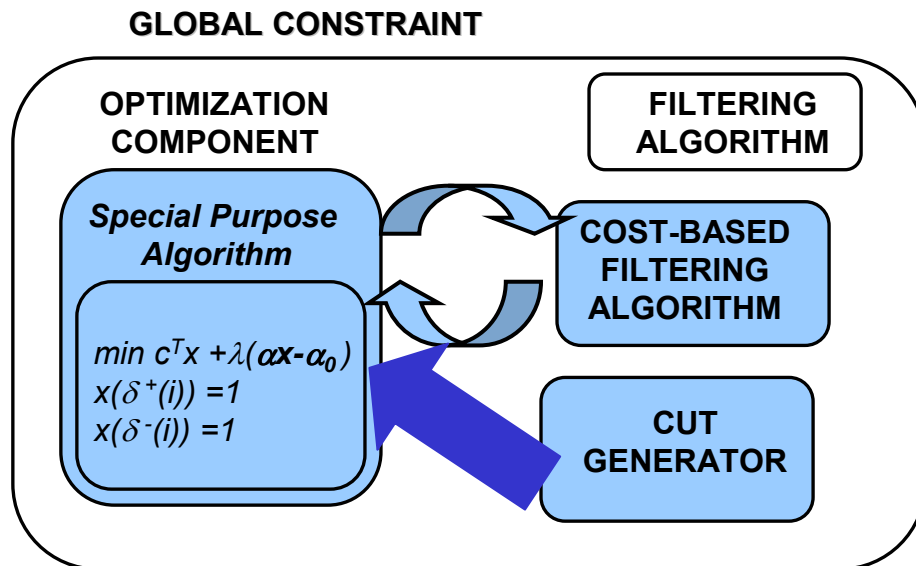 GLOBAL CONSTRAINT
OPTIMIZATION
COMPONENT
FILTERING
ALGORITHM
Special Purpose
Algorithm
COST-BASED
FILTERING
ALGORITHM
min cᵀx +λ(αx-α₀)
x(δ⁺(i)) =1
x(δ⁻(i)) =1
CUT
GENERATOR